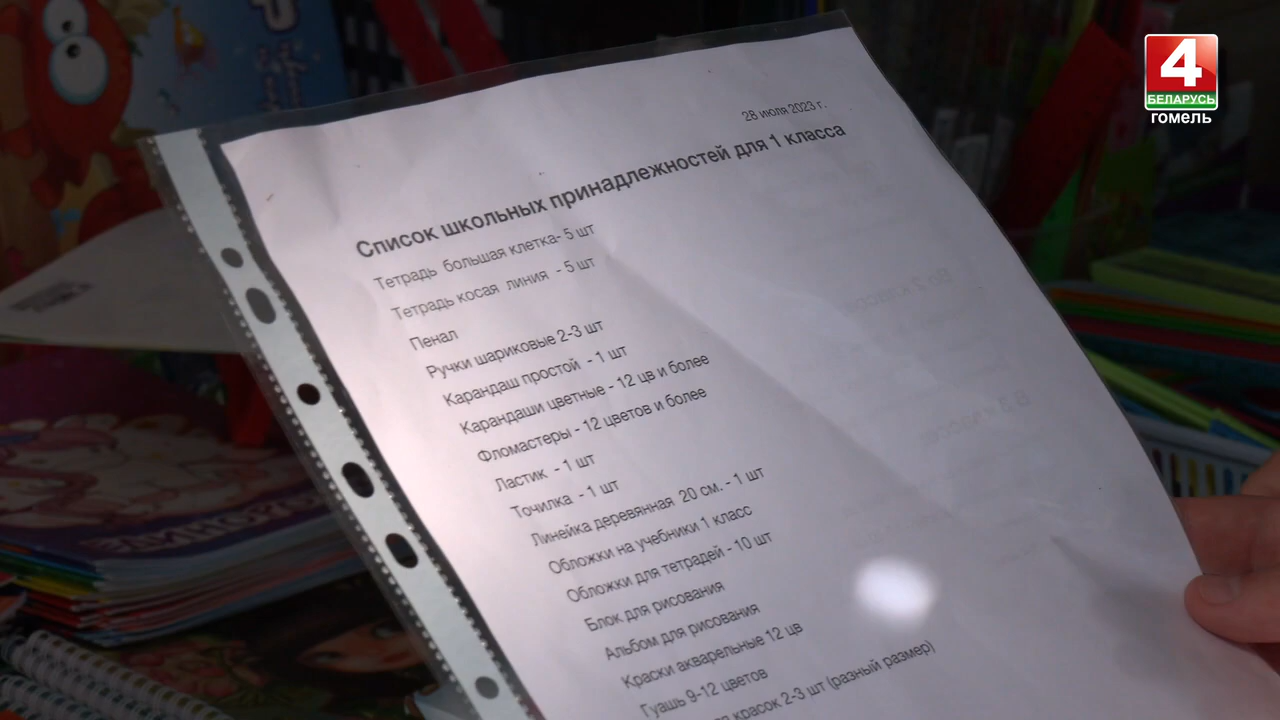 4
БЕЛАРУСЬ
гомель
28 июля 2023 г.
Список школьных принадлежностей для 1 класса
Тетрадь большая клетка- 5 шт
Тетрадь косая линия - 5 шт
Пенал
Ручки шариковые 2-3 шт
Карандаш простой - 1 шт
Карандаши цветные - 12 цв и более
Фломастеры - 12 цветов и более
Ластик - 1 шт
Точилка - 1 шт
Линейка деревянная 20 см. - 1 шт
Обложки на учебники 1 класс
Обложки для тетрадей - 10 шт
Блок для рисования
Альбом для рисования
Краски акварельные 12 цв
Гуашь 9-12 цветов
красок 2-3 шт (разный размер)